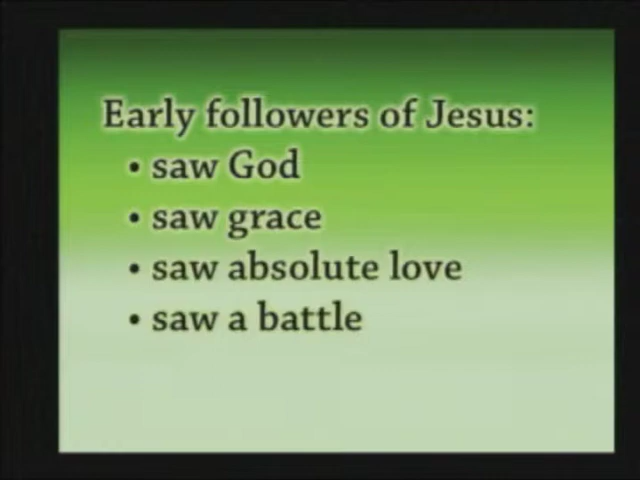 Early followers of Jesus:
• saw God
• saw grace
• saw absolute love
• saw a battle